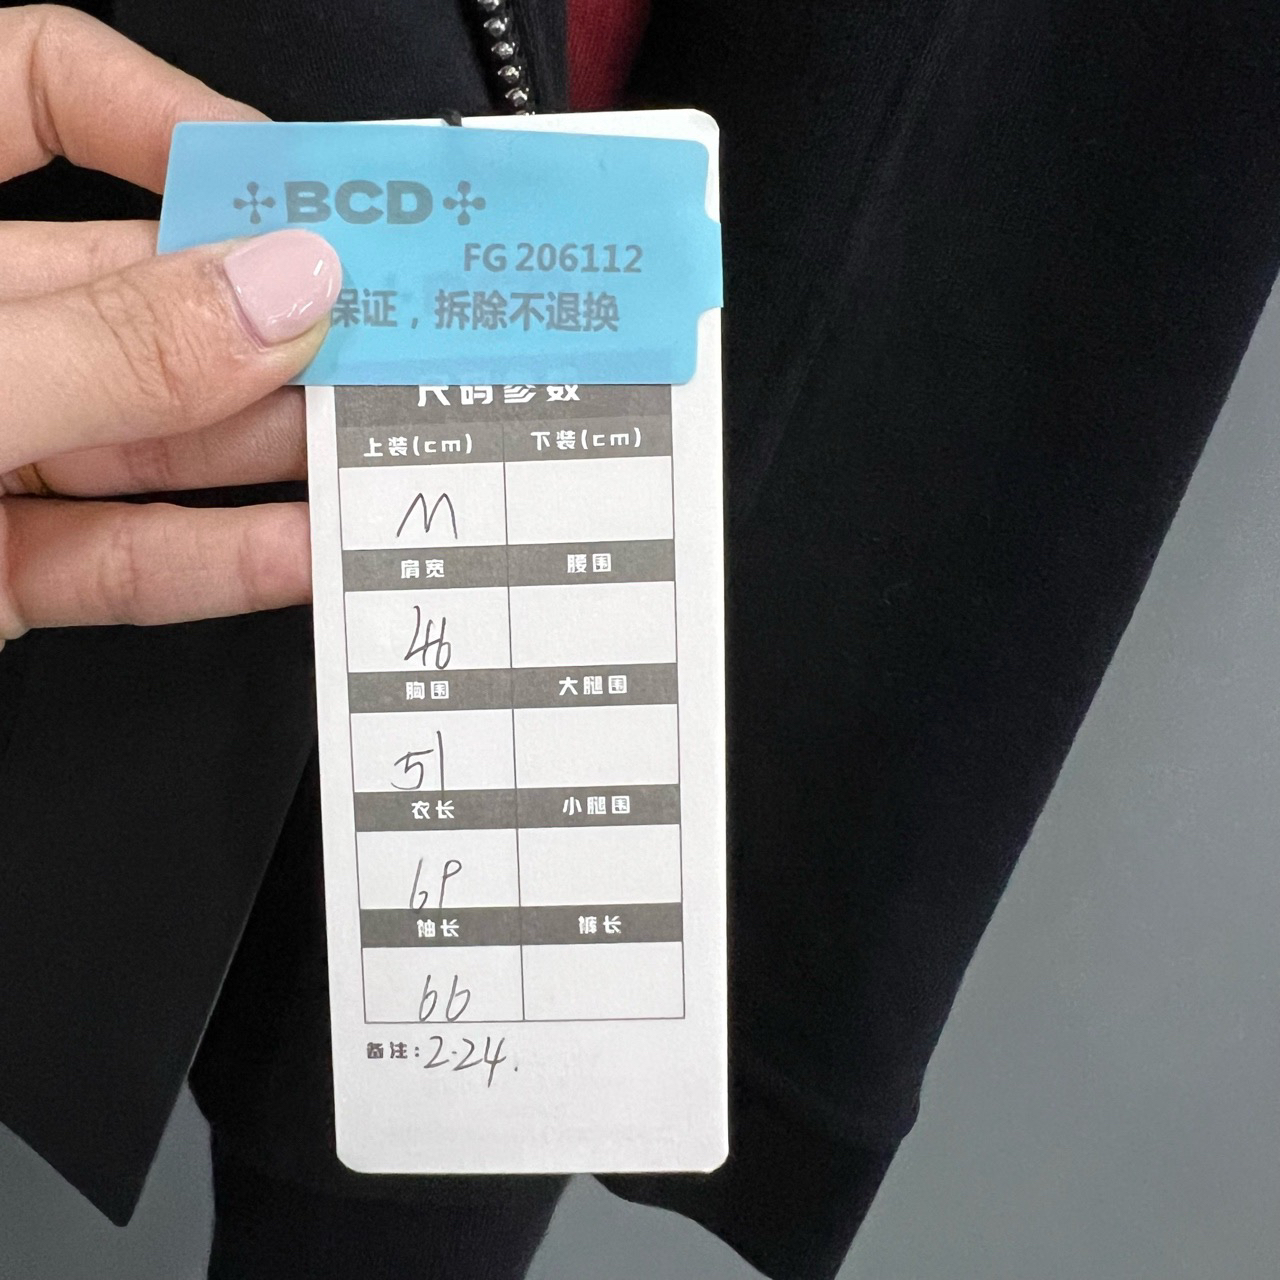 BCD
FG 206112
保证，拆除不退换
尺码参数
上装(cm) 下装(cm)
M
肩宽 腰围
46
胸围 大腿围
51
衣长 小腿围
69
袖长 裤长
66
备注：2.24.